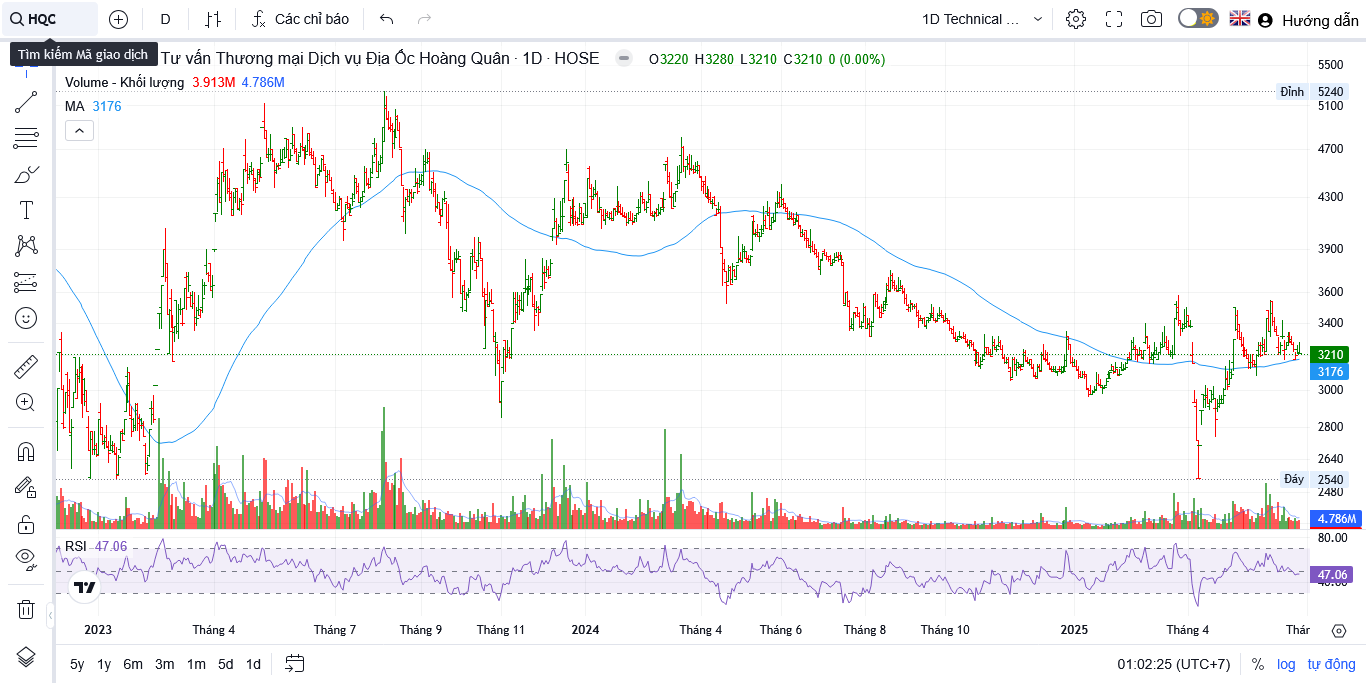 HQC D Các chỉ báo 1D Technical ... Hướng dẫn
Tìm kiếm Mã giao dịch
Tư vấn Thương mại Dịch vụ Địa Ốc Hoàng Quân · 1D · HOSE O3220 H3280 L3210 C3210 0 (0.00%)
Volume - Khối lượng 3.913M 4.786M
MA 3176
5500
Đỉnh 5240
5100
4700
4300
3900
3600
3400
3210
3176
3000
2800
2640
Đáy 2540
2480
4.786M
RSI 47.06
80.00
47.06
40.00
2023 Tháng 4 Tháng 7 Tháng 9 Tháng 11 2024 Tháng 4 Tháng 6 Tháng 8 Tháng 10 2025 Tháng 4 Thár
5y 1y 6m 3m 1m 5d 1d 01:02:25 (UTC+7) % log tự động